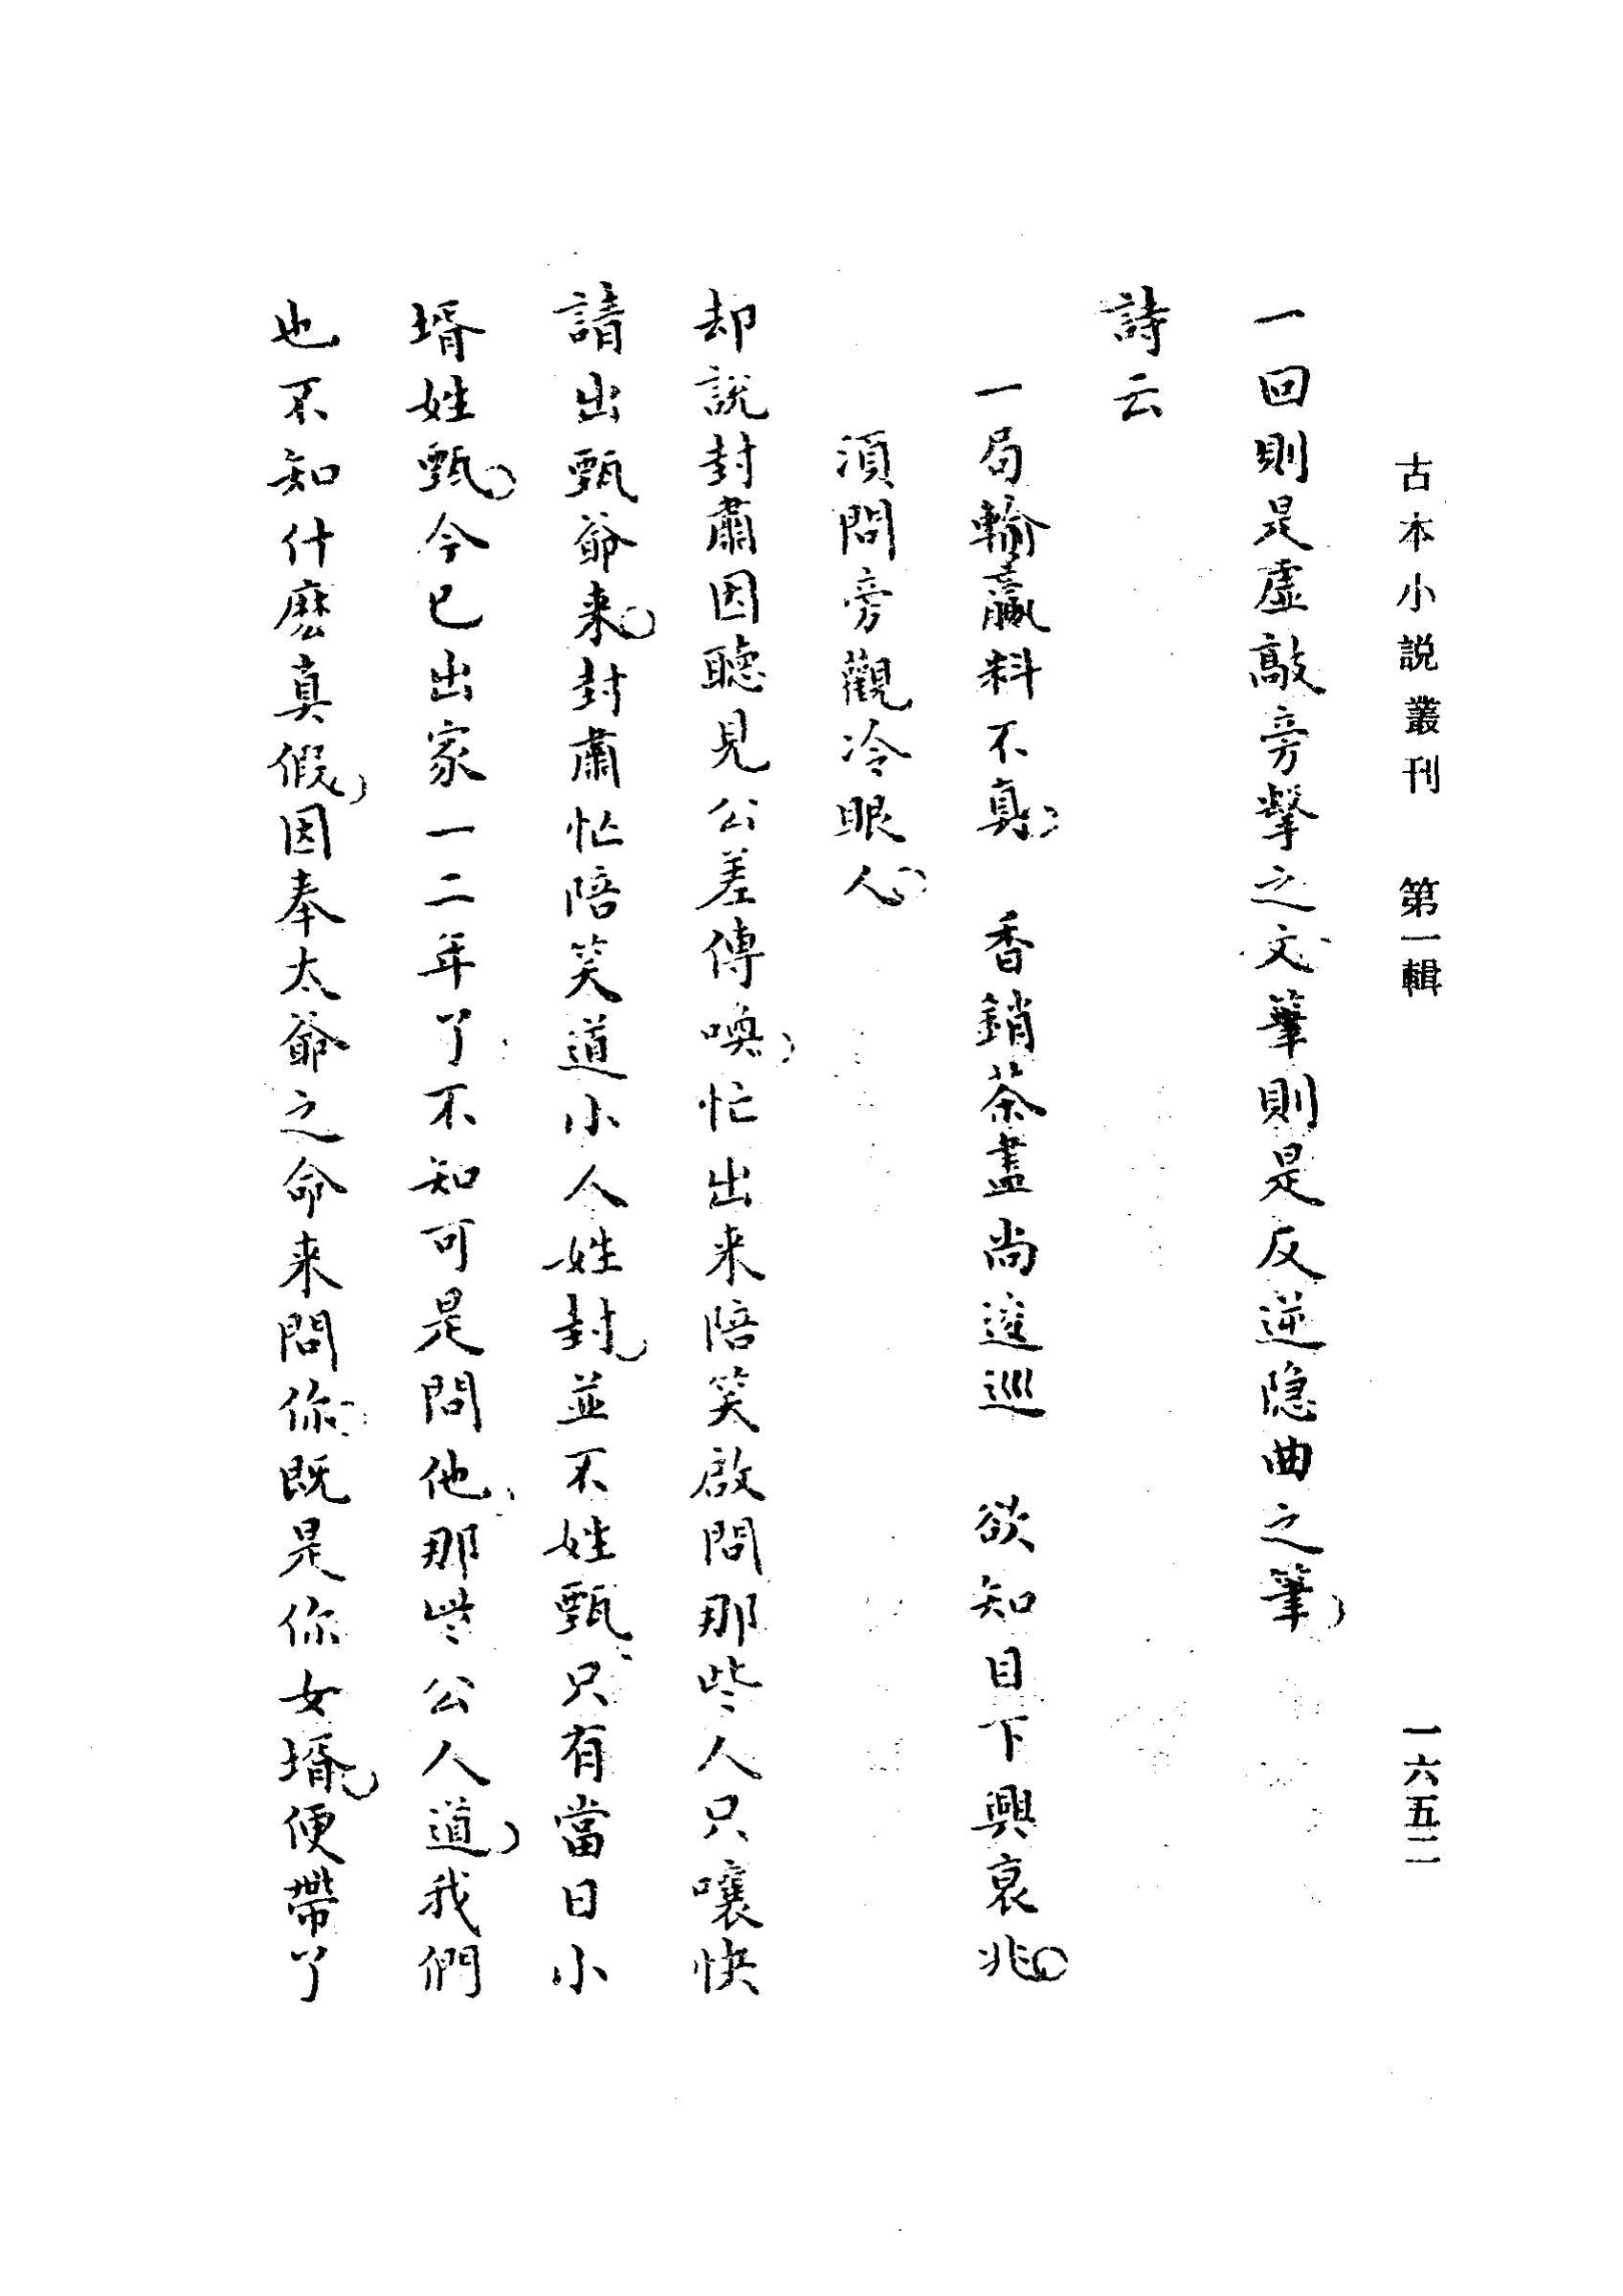 古本小説叢刊　第一輯　一六五二
一回則是虛敲旁擊之文筆則是反逆隐曲之筆
詩云
一局輸贏料不真　香銷茶盡尚逡巡　欲知目下興衰兆
須問旁觀冷眼人
却說封肅因聽見公差傳喚忙出来陪笑啟問那些人只嚷快
請出甄爺来封肅忙陪笑道小人姓封並不姓甄只有當日小
壻姓甄今已出家一二年了不知可是問他那些公人道我們
也不知什麽真假因奉太爺之命来問你既是你女壻便帶了